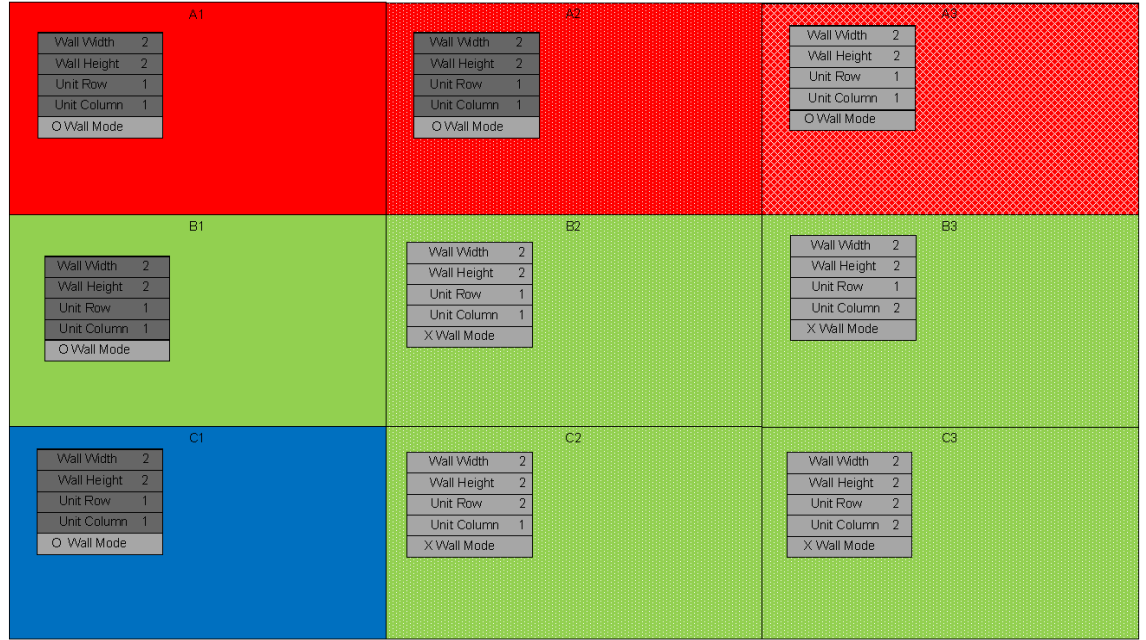 A1
Wall Width 2
Wall Height 2
Unit Row 1
Unit Column 1
O Wall Mode
A2
Wall Width 2
Wall Height 2
Unit Row 1
Unit Column 1
O Wall Mode
A3
Wall Width 2
Wall Height 2
Unit Row 1
Unit Column 1
O Wall Mode
B1
Wall Width 2
Wall Height 2
Unit Row 1
Unit Column 1
O Wall Mode
B2
Wall Width 2
Wall Height 2
Unit Row 1
Unit Column 1
X Wall Mode
B3
Wall Width 2
Wall Height 2
Unit Row 1
Unit Column 2
X Wall Mode
C1
Wall Width 2
Wall Height 2
Unit Row 1
Unit Column 1
O Wall Mode
C2
Wall Width 2
Wall Height 2
Unit Row 2
Unit Column 1
X Wall Mode
C3
Wall Width 2
Wall Height 2
Unit Row 2
Unit Column 2
X Wall Mode